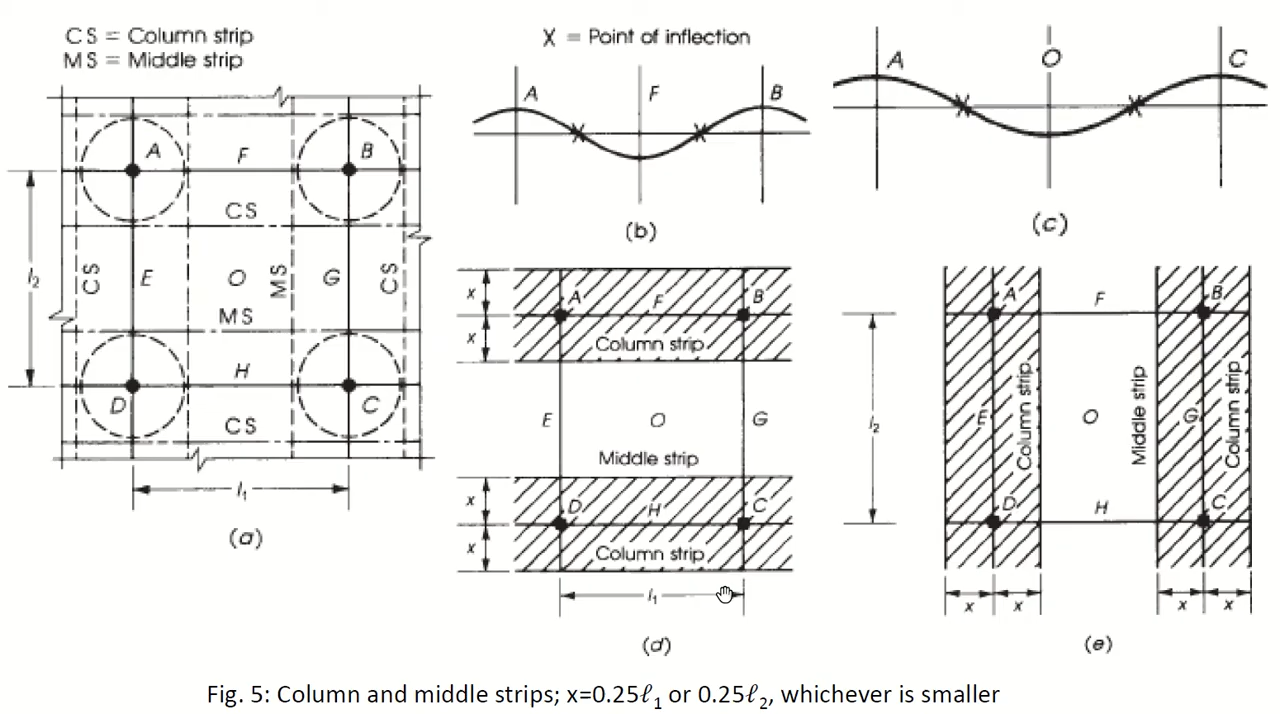 CS = Column strip
MS = Middle strip
A
F
B
CS
l₂
CS
E
O
MS
G
CS
MS
H
D
C
CS
l₁
(a)
X = Point of inflection
A
F
B
(b)
A
O
C
(c)
x
A
F
B
x
Column strip
E
O
G
Middle strip
x
D
H
C
x
Column strip
l₁
(d)
A
F
B
l₂
E
Column strip
O
Middle strip
G
Column strip
D
H
C
x
x
x
x
(e)
Fig. 5: Column and middle strips; x=0.25ℓ₁ or 0.25ℓ₂, whichever is smaller